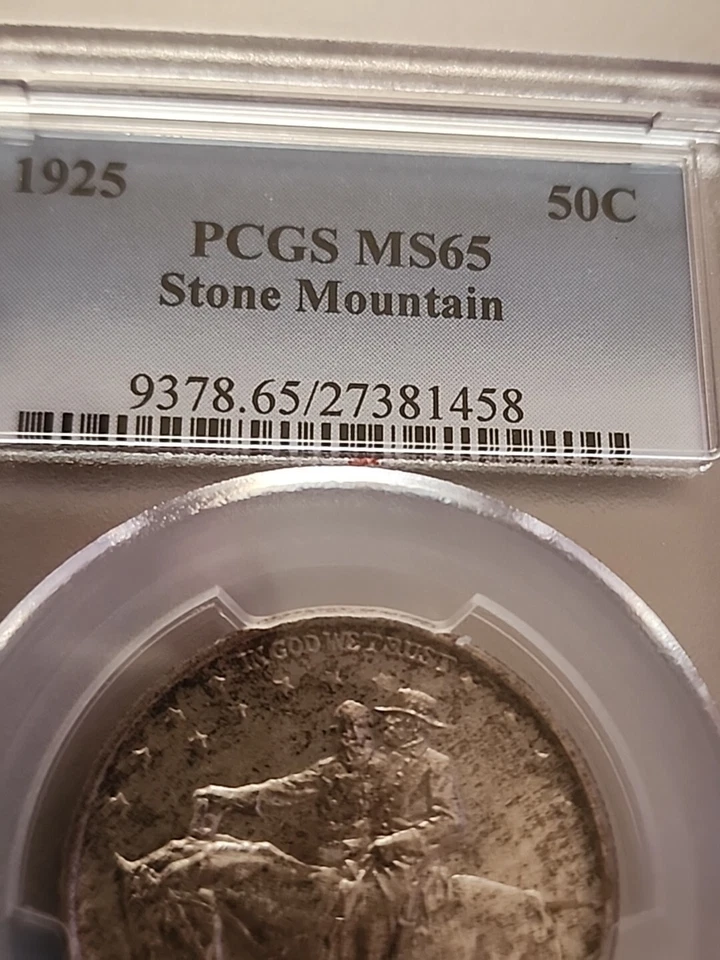 1925 50C
PCGS MS65
Stone Mountain
9378.65/27381458
IN GOD WE TRUST